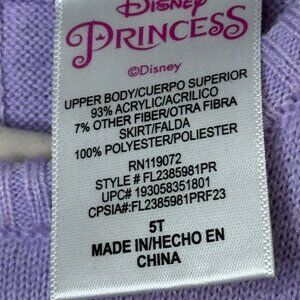 Disney
PRINCESS
©Disney
UPPER BODY/CUERPO SUPERIOR
93% ACRYLIC/ACRILICO
7% OTHER FIBER/OTRA FIBRA
SKIRT/FALDA
100% POLYESTER/POLIESTER
RN119072
STYLE # FL2385981PR
UPC# 193058351801
CPSIA#:FL2385981PRF23
5T
MADE IN/HECHO EN
CHINA